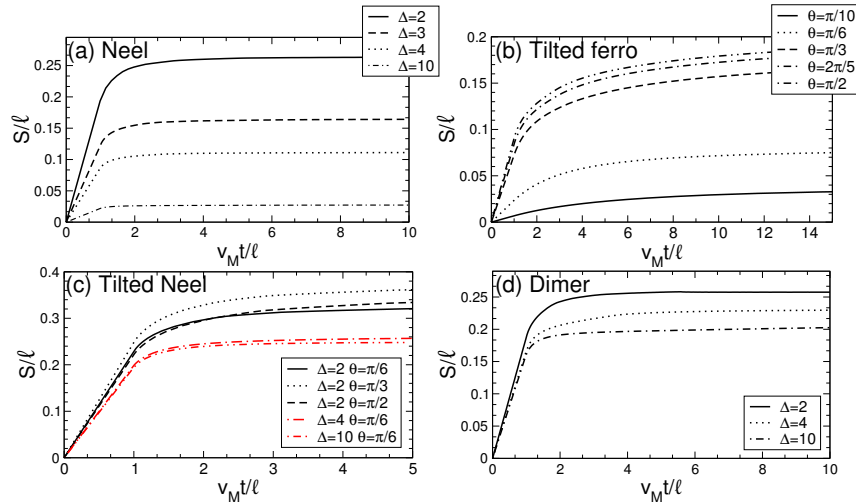 (a) Neel
Δ=2
Δ=3
Δ=4
Δ=10
0.25
0.2
0.15
0.1
0.05
0
S/ℓ
0 2 4 6 8 10
v_Mt/ℓ
(b) Tilted ferro
θ=π/10
θ=π/6
θ=π/3
θ=2π/5
θ=π/2
0.2
0.15
0.1
0.05
0
S/ℓ
0 2 4 6 8 10 12 14
v_Mt/ℓ
(c) Tilted Neel
0.4
0.3
0.2
0.1
0
S/ℓ
Δ=2 θ=π/6
Δ=2 θ=π/3
Δ=2 θ=π/2
Δ=4 θ=π/6
Δ=10 θ=π/6
0 1 2 3 4 5
v_Mt/ℓ
(d) Dimer
0.25
0.2
0.15
0.1
0.05
0
S/ℓ
Δ=2
Δ=4
Δ=10
0 2 4 6 8 10
v_Mt/ℓ